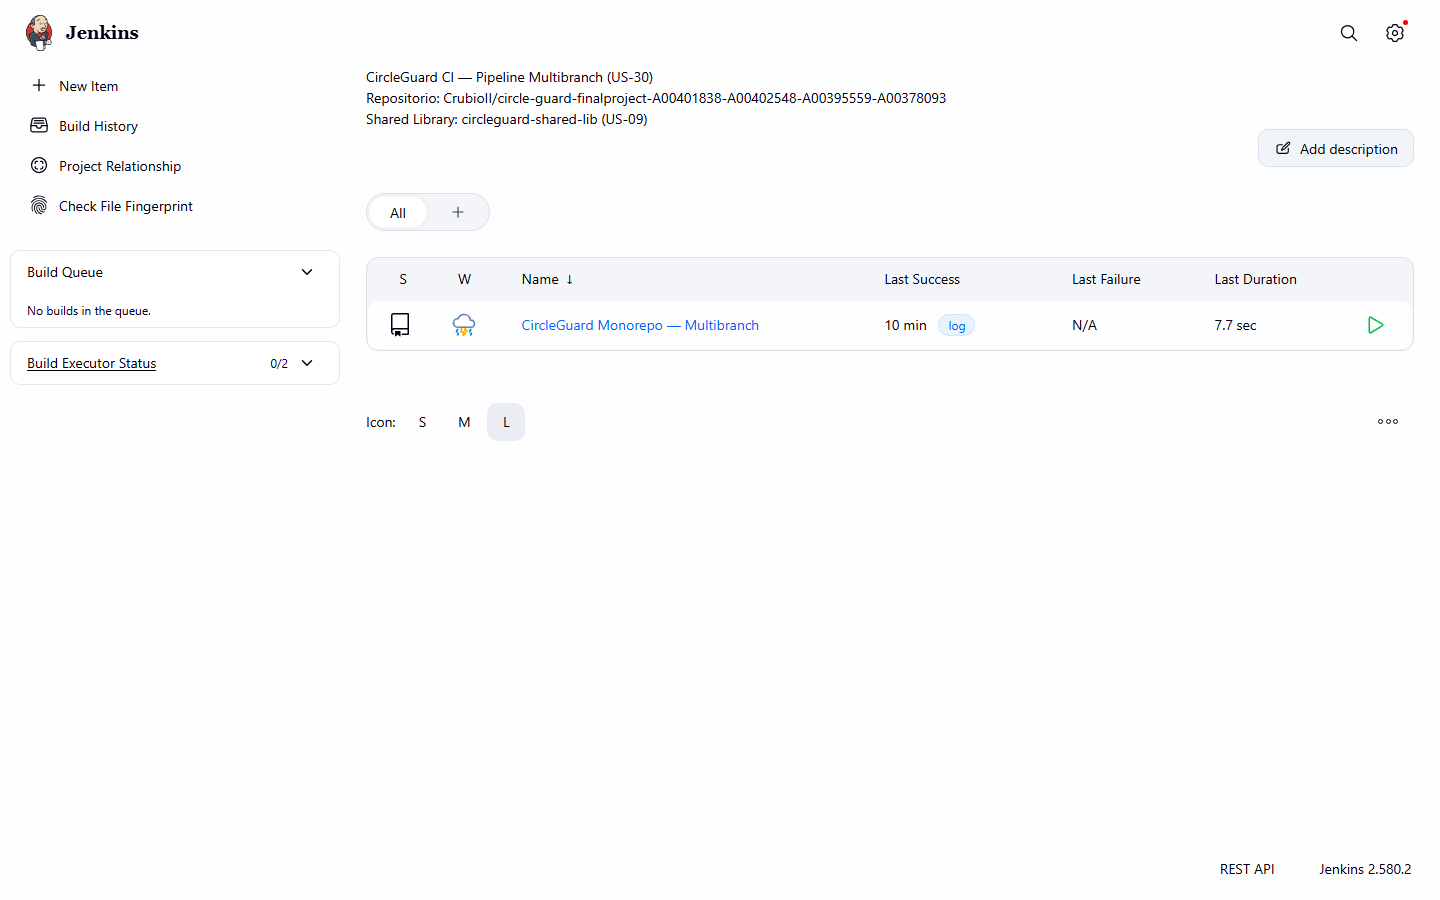 Jenkins
New Item
Build History
Project Relationship
Check File Fingerprint
Build Queue
No builds in the queue.
Build Executor Status 0/2
CircleGuard CI — Pipeline Multibranch (US-30)
Repositorio: Crubioll/circle-guard-finalproject-A00401838-A00402548-A00395559-A00378093
Shared Library: circleguard-shared-lib (US-09)
Add description
All +
S W Name ↓ Last Success Last Failure Last Duration
CircleGuard Monorepo — Multibranch 10 min log N/A 7.7 sec
Icon: S M L
REST API Jenkins 2.580.2